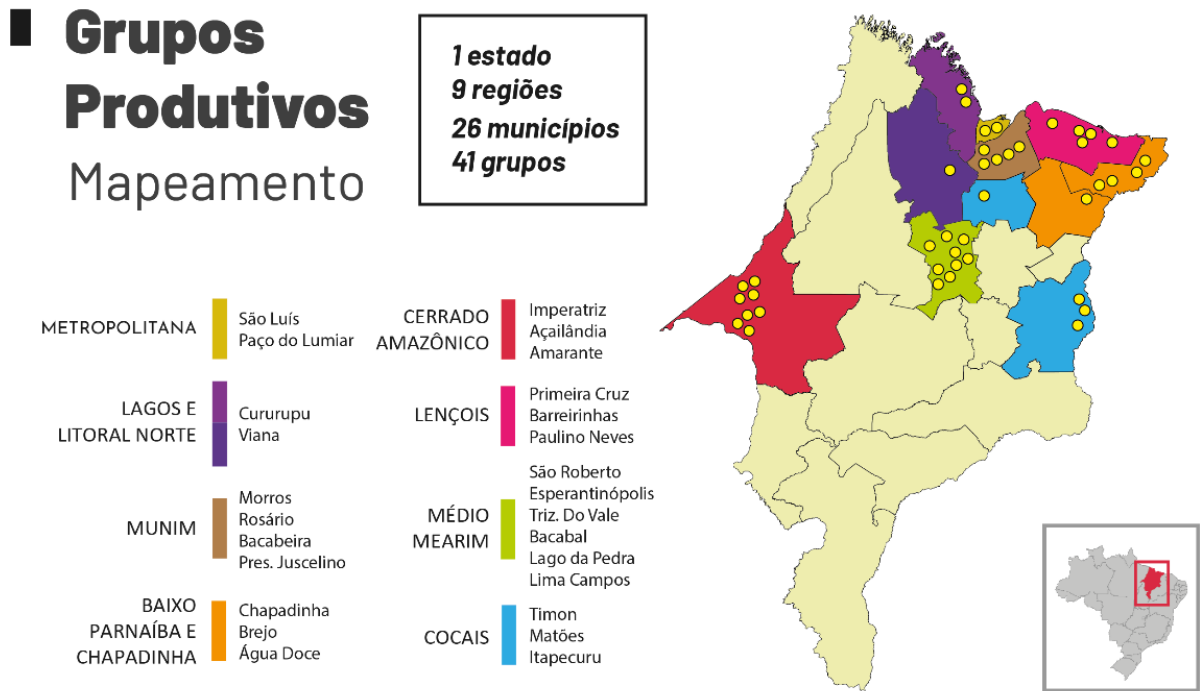 Grupos
Produtivos
Mapeamento
1 estado
9 regiões
26 municípios
41 grupos
METROPOLITANA
São Luís
Paço do Lumiar
LAGOS E
LITORAL NORTE
Cururupu
Viana
MUNIM
Morros
Rosário
Bacabeira
Pres. Juscelino
BAIXO
PARNAÍBA E
CHAPADINHA
Chapadinha
Brejo
Água Doce
CERRADO
AMAZÔNICO
Imperatriz
Açailândia
Amarante
LENÇOIS
Primeira Cruz
Barreirinhas
Paulino Neves
MÉDIO
MEARIM
São Roberto
Esperantinópolis
Triz. Do Vale
Bacabal
Lago da Pedra
Lima Campos
COCAIS
Timon
Matões
Itapecuru